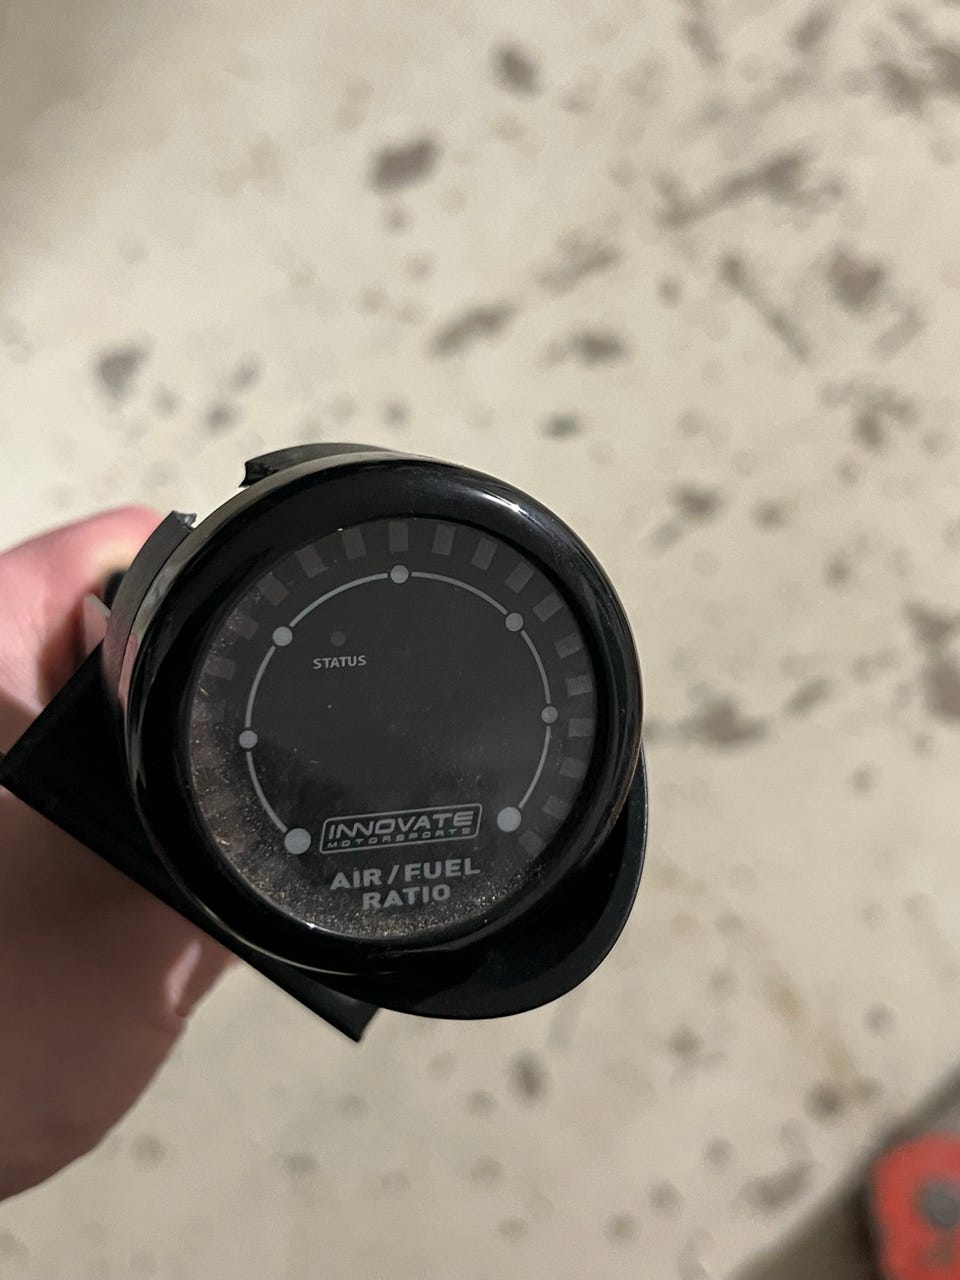 STATUS
INNOVATE
MOTORSPORTS
AIR/FUEL
RATIO